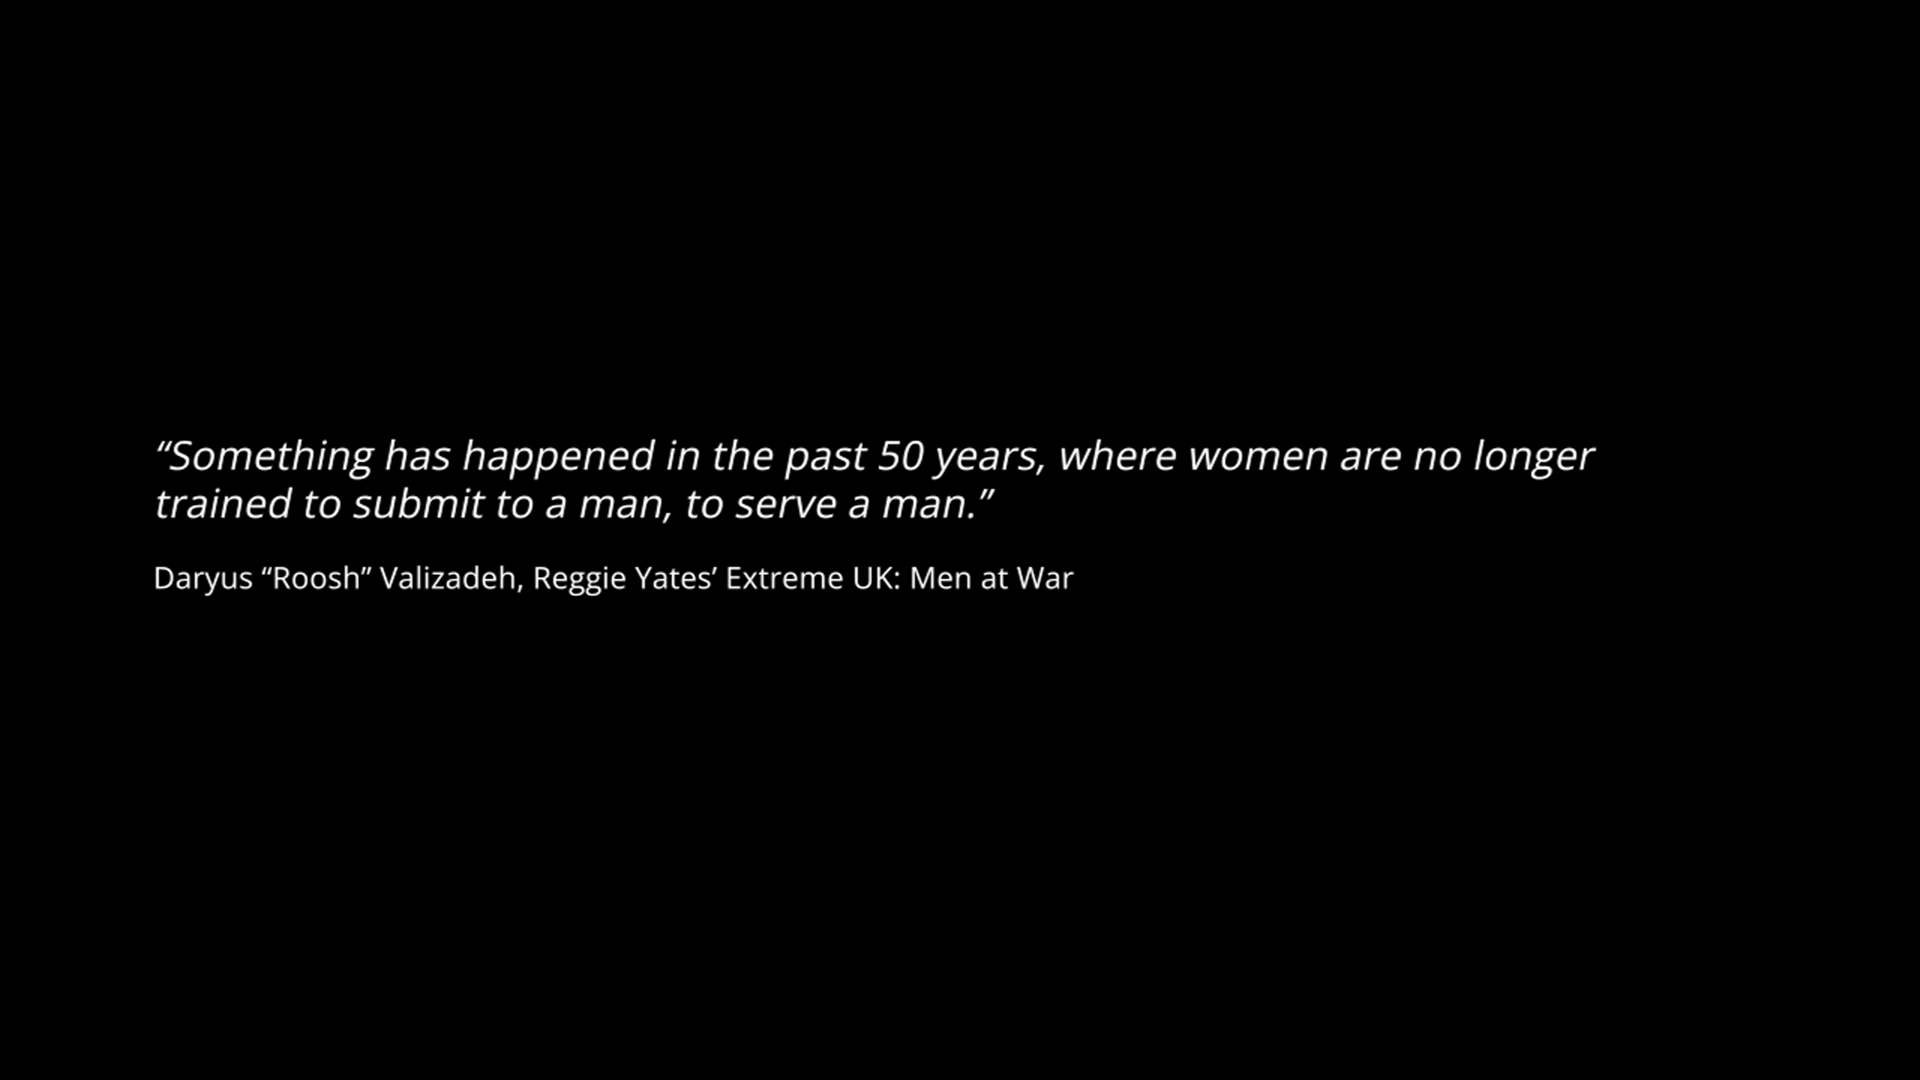 “Something has happened in the past 50 years, where women are no longer
trained to submit to a man, to serve a man.”
Daryus “Roosh” Valizadeh, Reggie Yates’ Extreme UK: Men at War